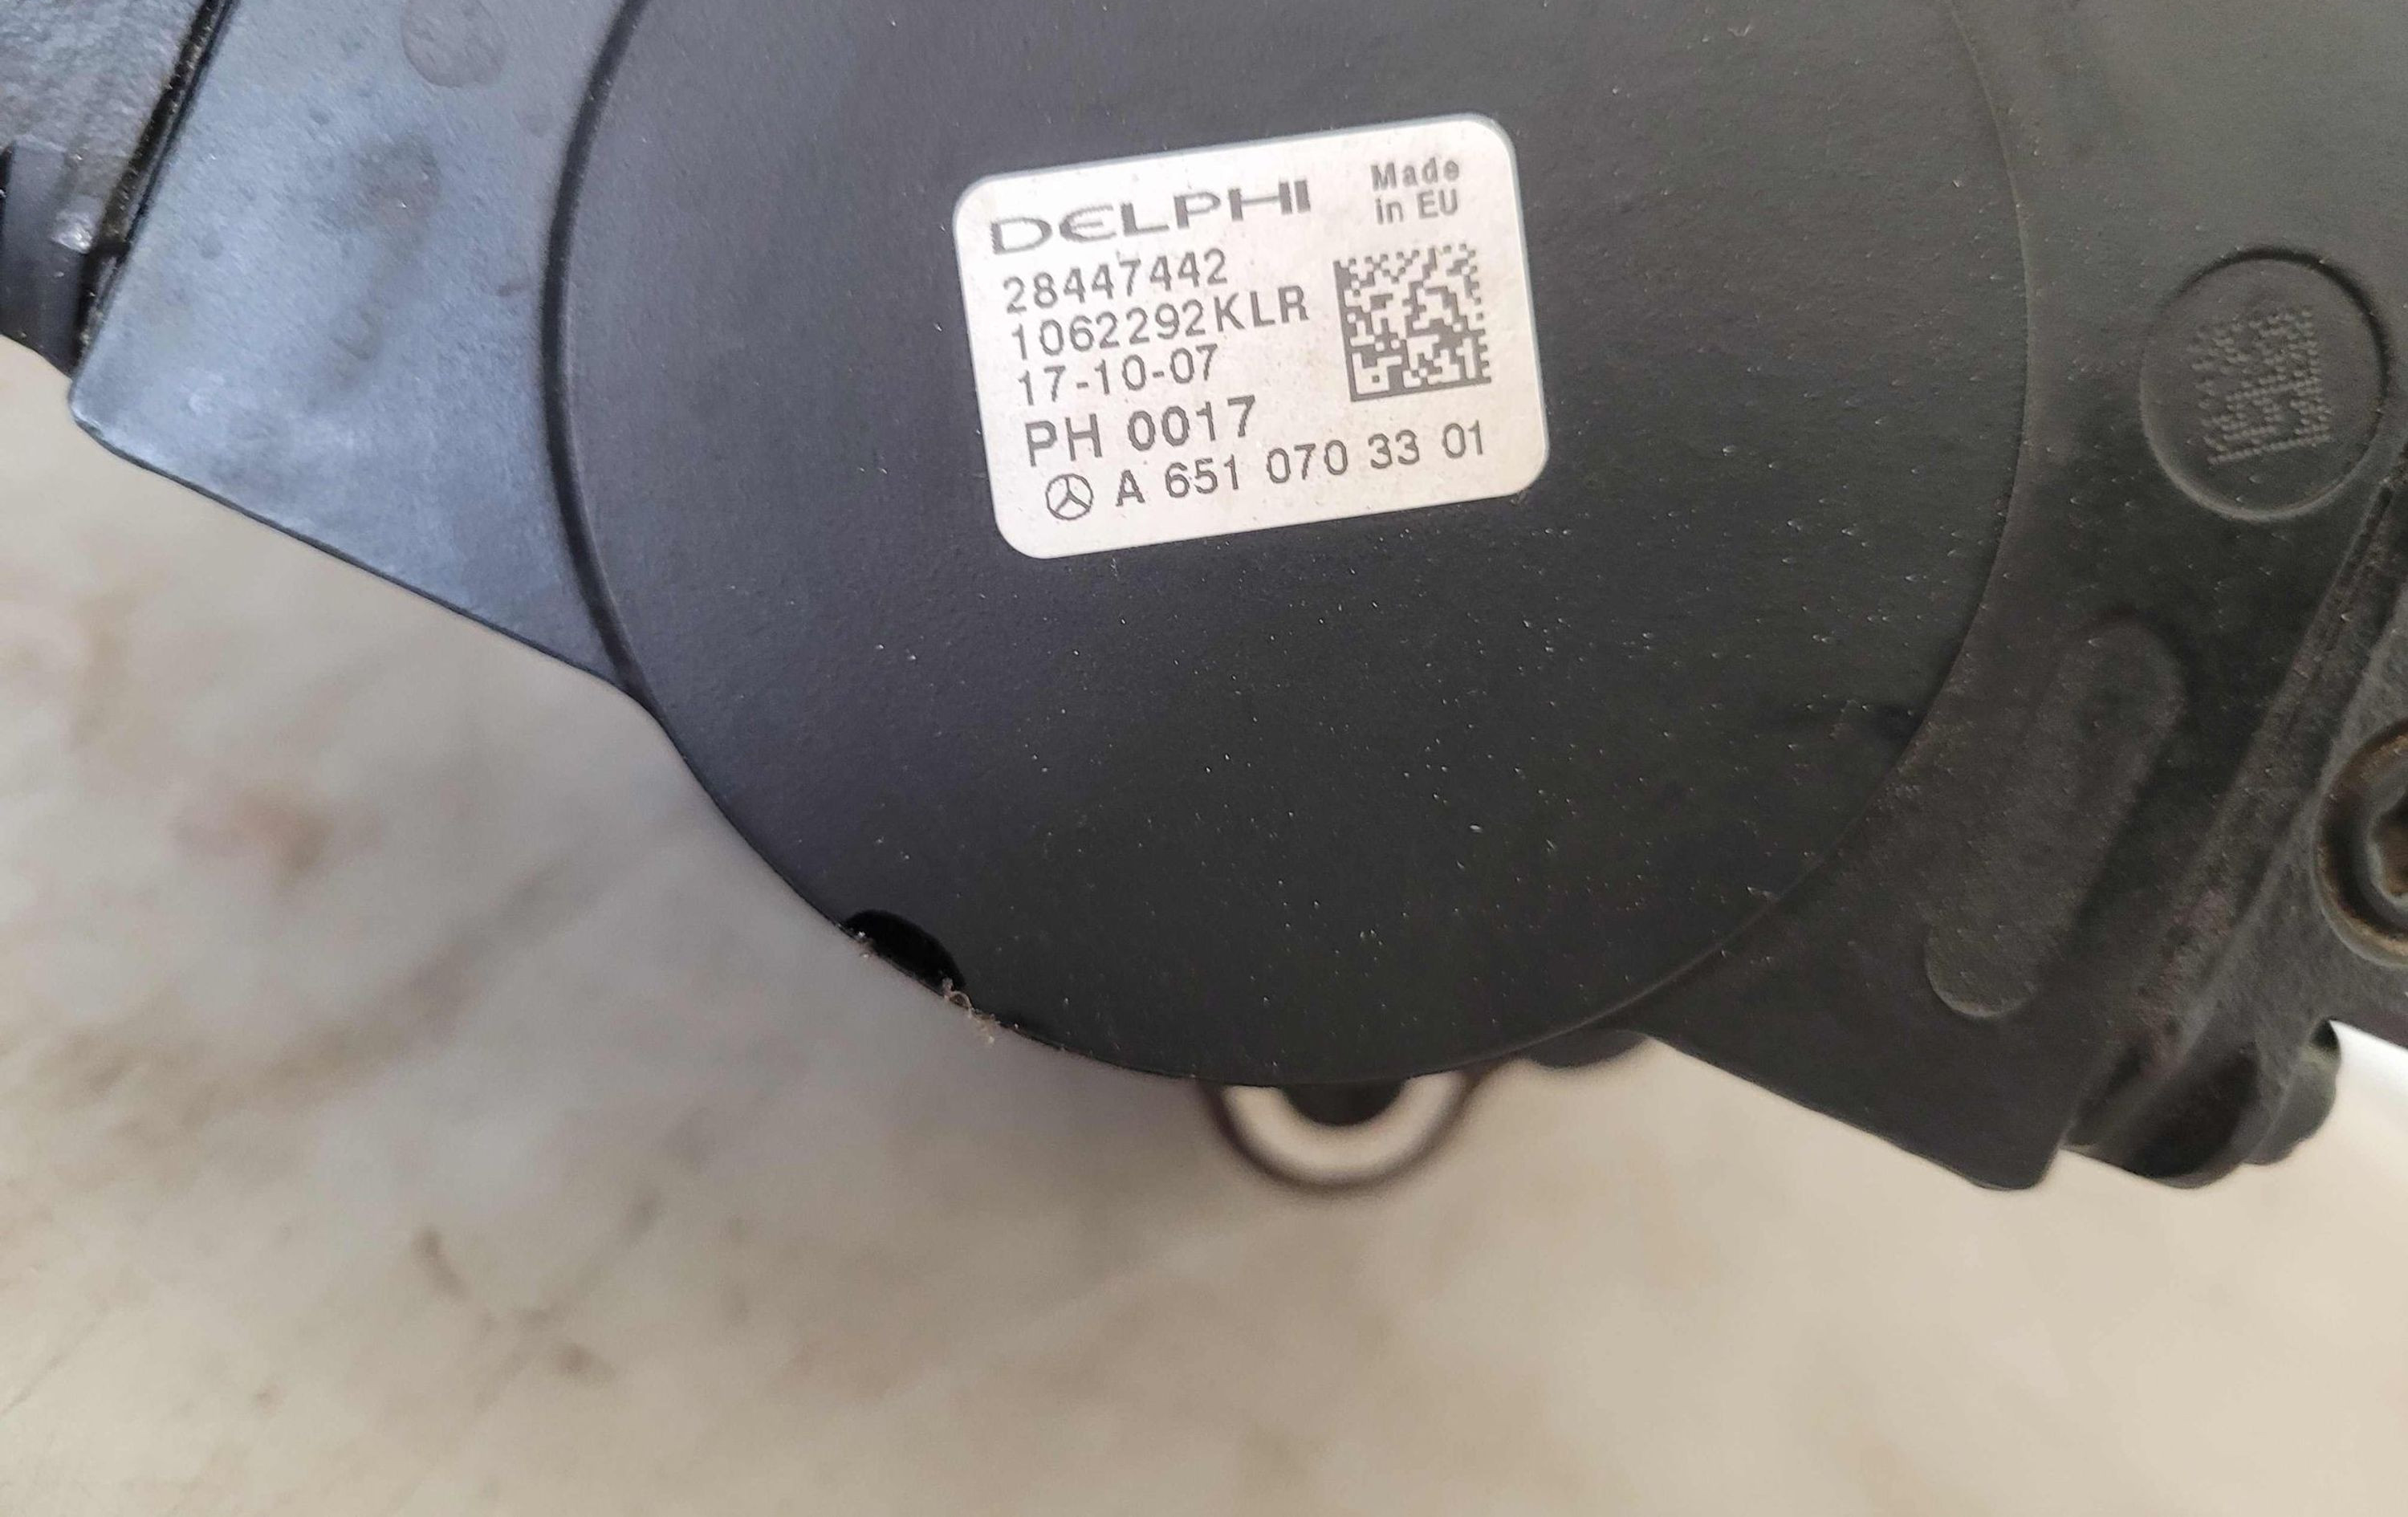 DELPHI
Made
in EU
28447442
1062292KLR
17-10-07
PH 0017
A 651 070 33 01